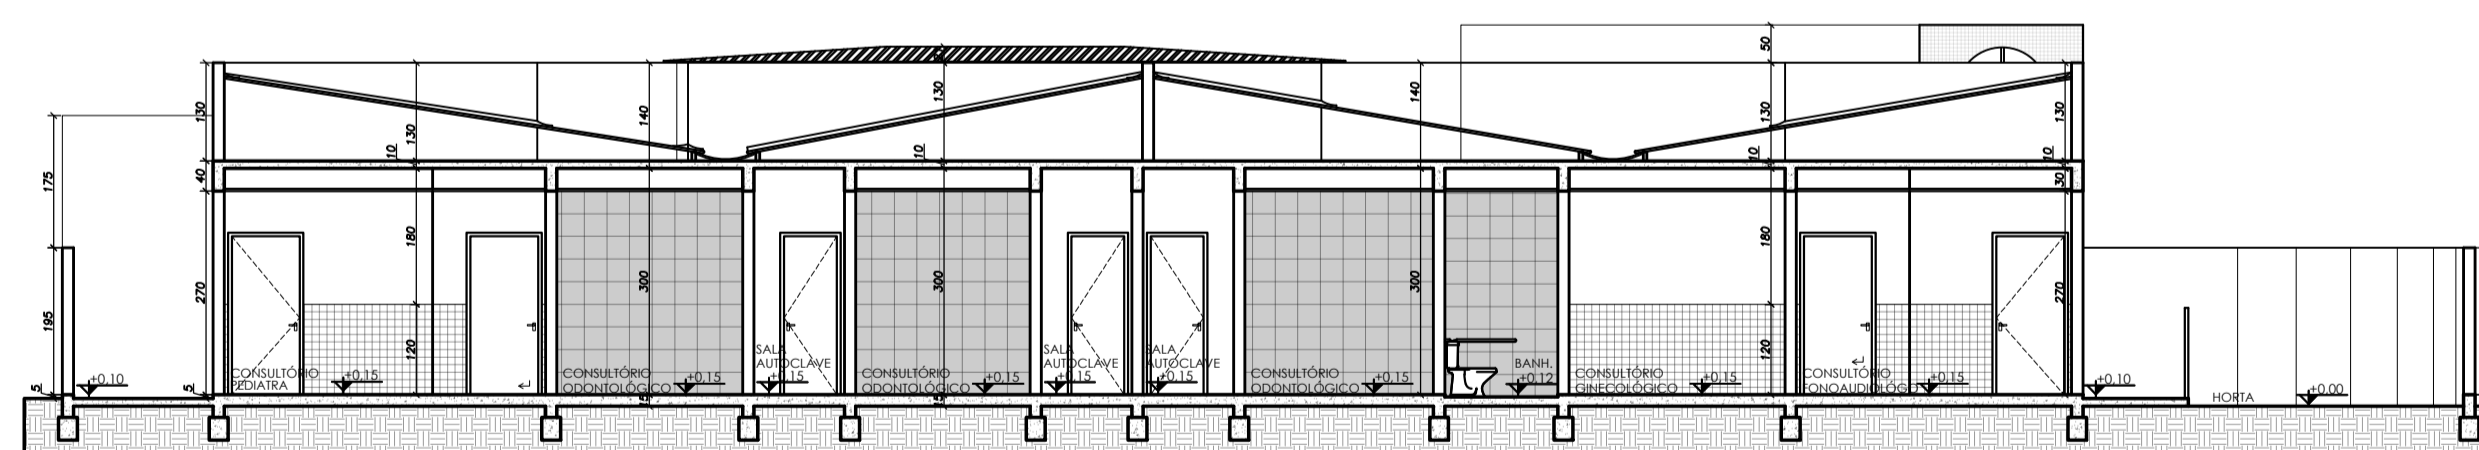 50
130
130
140
130
140
130
130
10
10
10
10
175
40
30
180
180
270
300
300
300
270
195
120
120
SALA
AUTOCLAVE
+0,15
SALA
AUTOCLAVE
+0,15
SALA
AUTOCLAVE
+0,15
BANH.
+0,12
5
+0,10
5
CONSULTÓRIO
PEDIATRA
+0,15
CONSULTÓRIO
ODONTOLÓGICO
+0,15
CONSULTÓRIO
ODONTOLÓGICO
+0,15
CONSULTÓRIO
ODONTOLÓGICO
+0,15
CONSULTÓRIO
GINECOLÓGICO
+0,15
CONSULTÓRIO
FONOAUDIOLÓGO
+0,15
+0,10
HORTA
+0.00